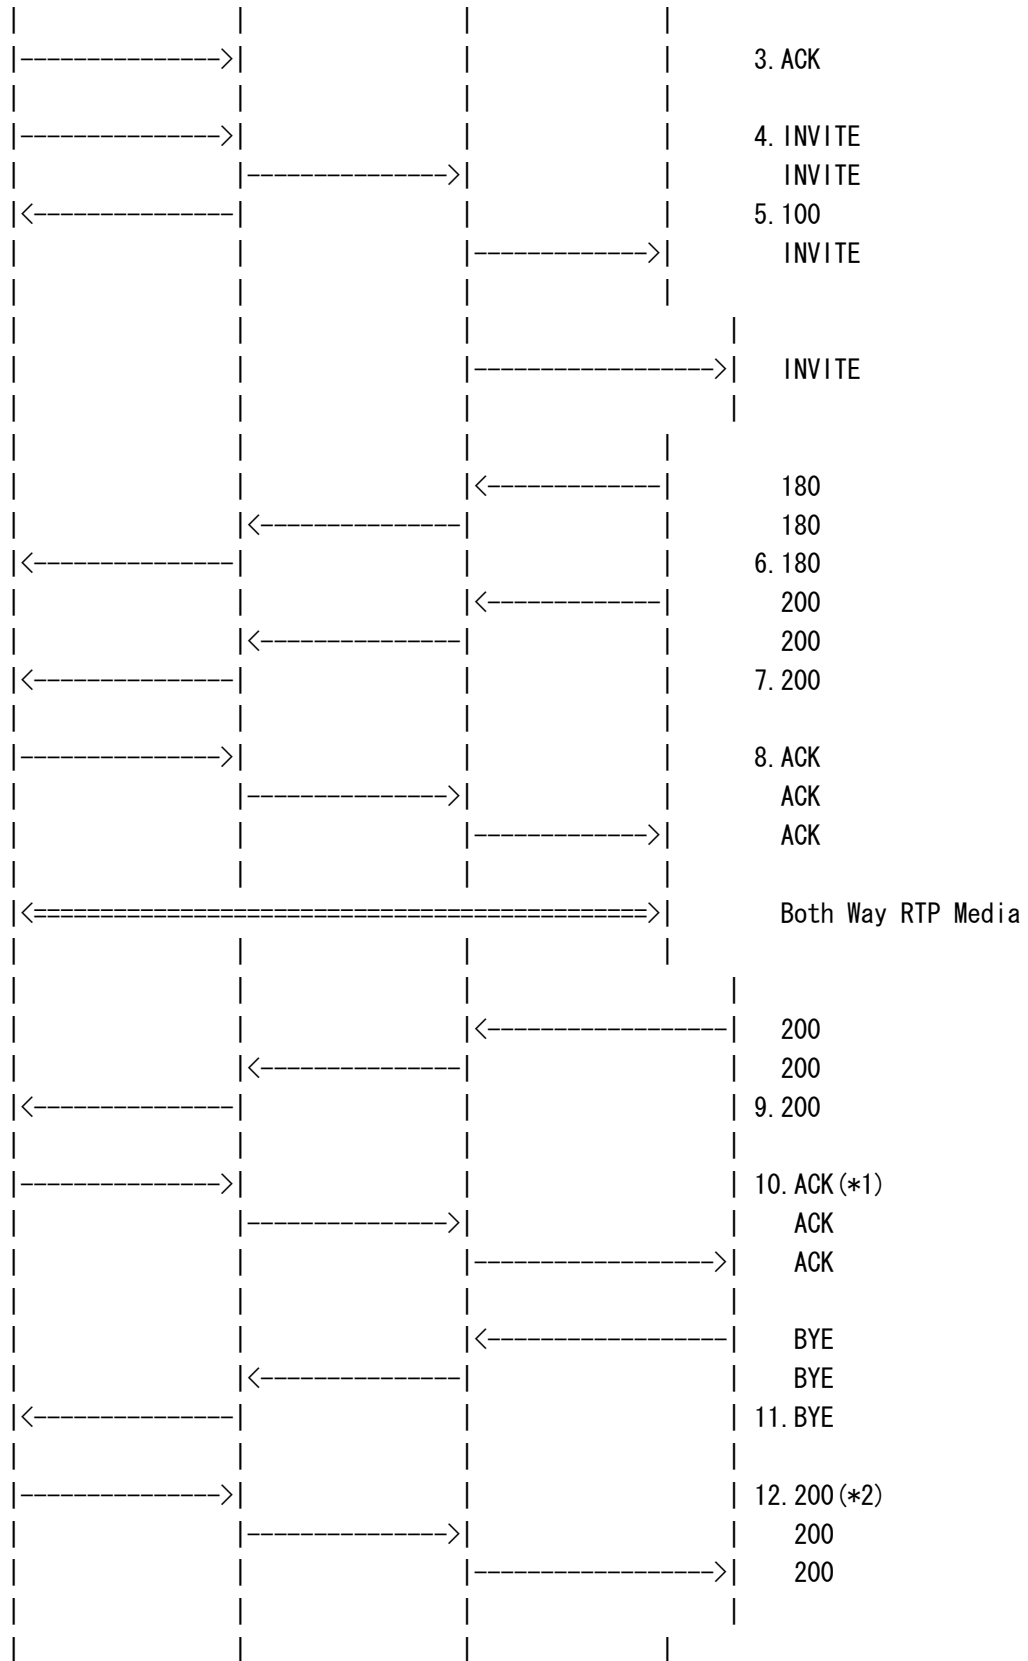 3.ACK
4.INVITE
INVITE
5.100
INVITE
INVITE
180
180
6.180
200
200
7.200
8.ACK
ACK
ACK
Both Way RTP Media
200
200
9.200
10.ACK(*1)
ACK
ACK
BYE
BYE
11.BYE
12.200(*2)
200
200